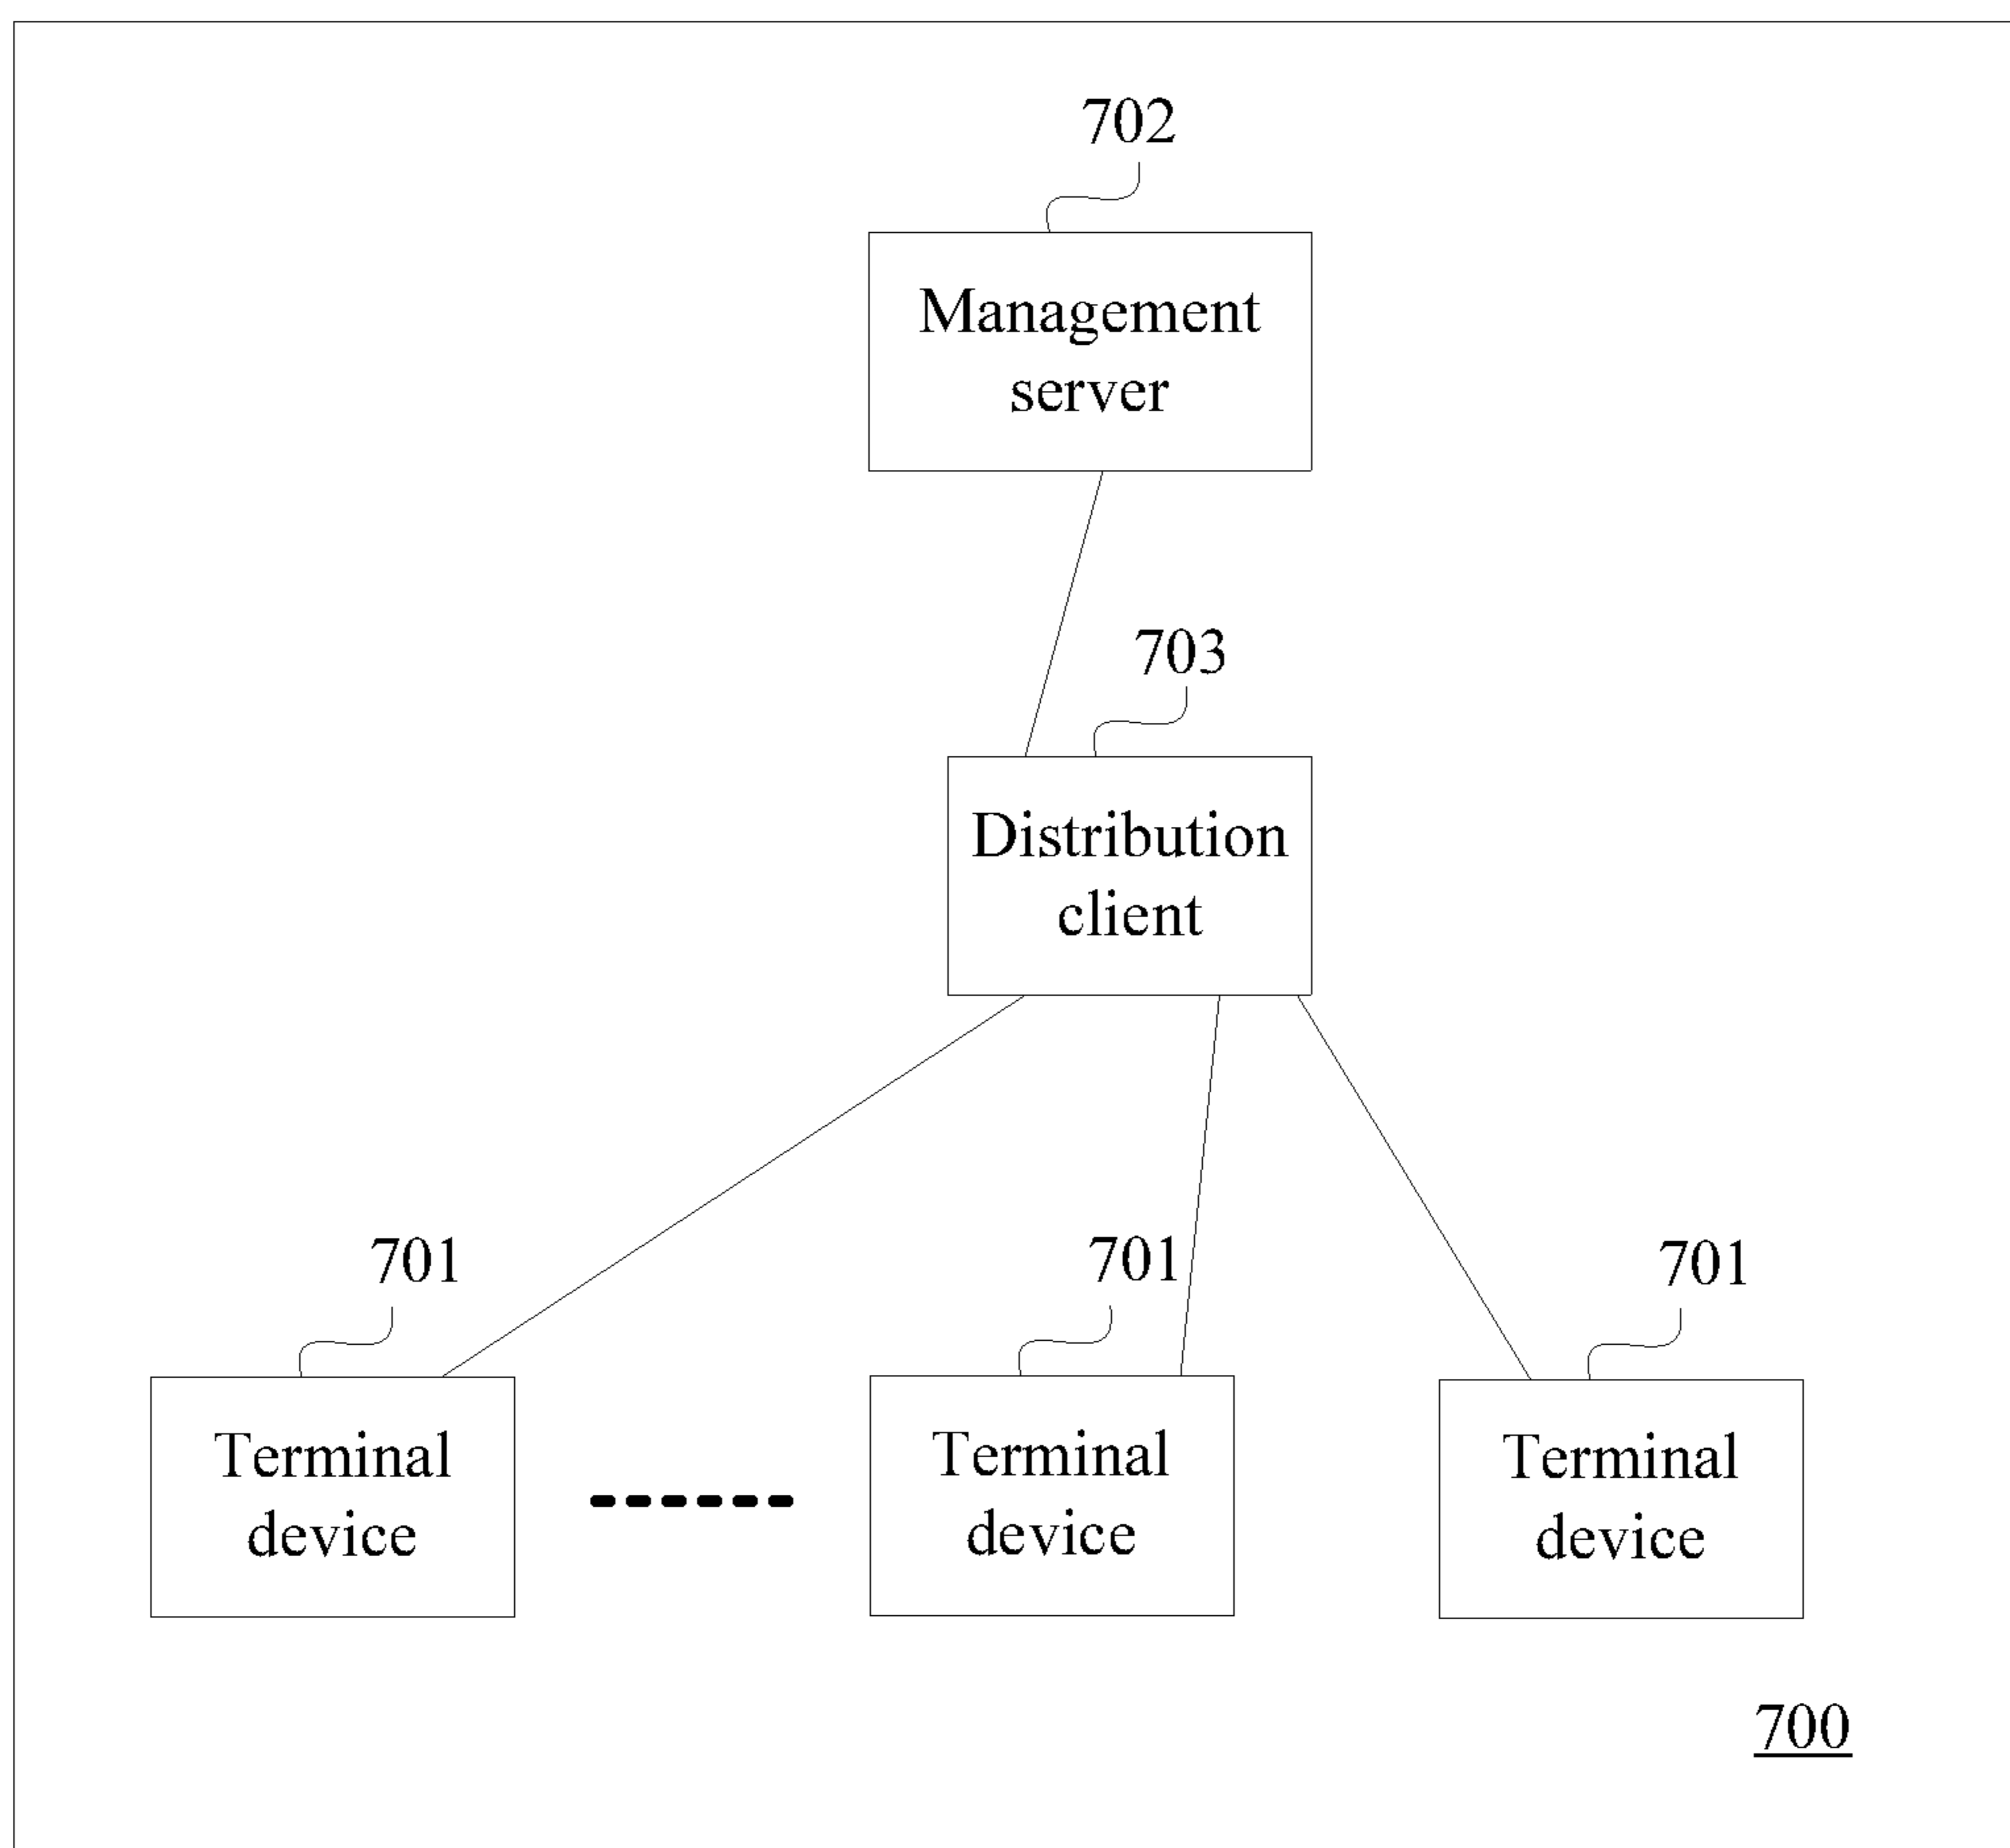 702
Management
server
703
Distribution
client
701
701
701
Terminal
device
Terminal
device
Terminal
device
700